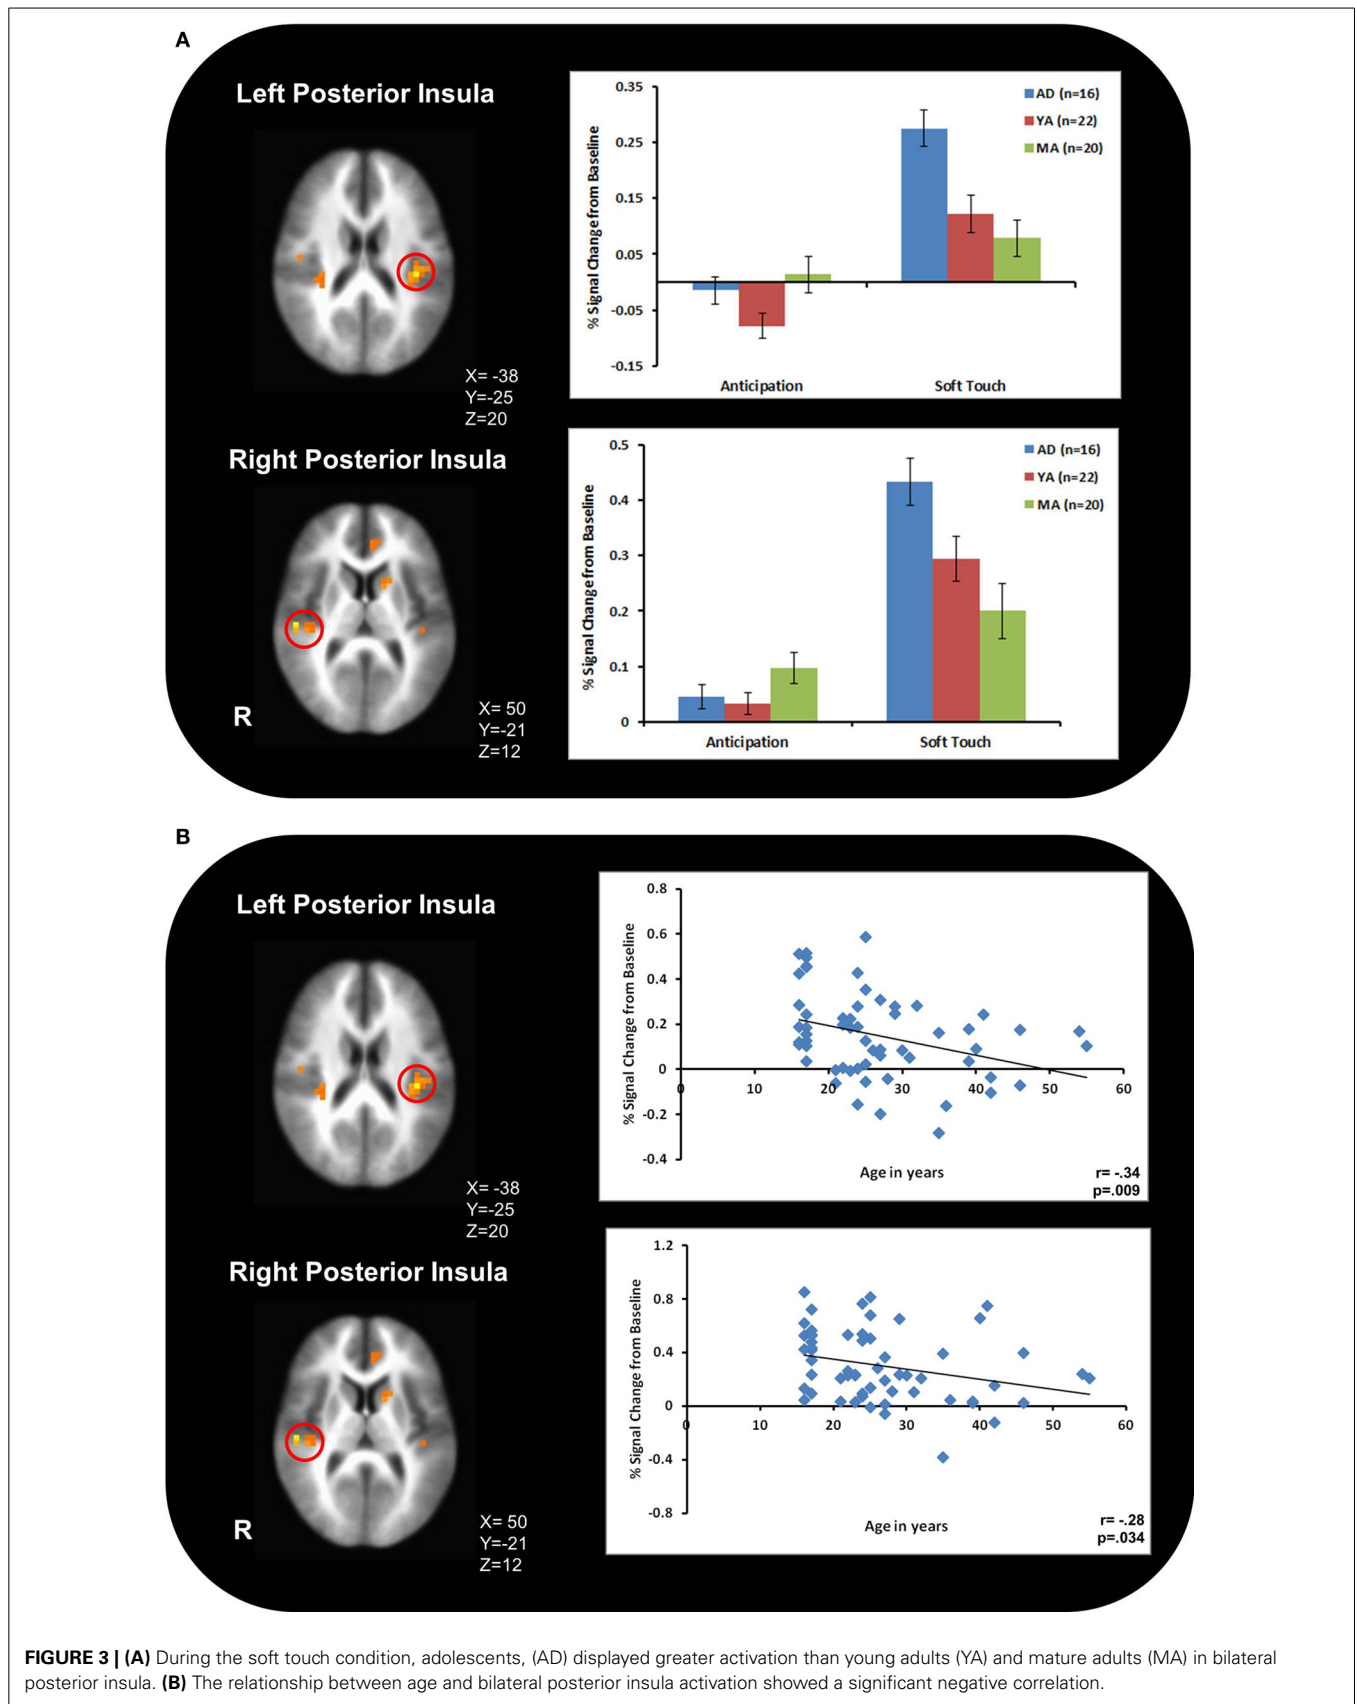 A
Left Posterior Insula
X= -38
Y=-25
Z=20
0.35
0.25
0.15
0.05
-0.05
-0.15
% Signal Change from Baseline
AD (n=16)
YA (n=22)
MA (n=20)
Anticipation
Soft Touch
Right Posterior Insula
R
X= 50
Y=-21
Z=12
0.5
0.4
0.3
0.2
0.1
0
% Signal Change from Baseline
AD (n=16)
YA (n=22)
MA (n=20)
Anticipation
Soft Touch
B
Left Posterior Insula
X= -38
Y=-25
Z=20
0.8
0.6
0.4
0.2
0
-0.2
-0.4
% Signal Change from Baseline
0 10 20 30 40 50 60
Age in years
r= -.34
p=.009
Right Posterior Insula
R
X= 50
Y=-21
Z=12
1.2
0.8
0.4
0
-0.4
-0.8
% Signal Change from Baseline
0 10 20 30 40 50 60
Age in years
r= -.28
p=.034
FIGURE 3 | (A) During the soft touch condition, adolescents, (AD) displayed greater activation than young adults (YA) and mature adults (MA) in bilateral
posterior insula. (B) The relationship between age and bilateral posterior insula activation showed a significant negative correlation.